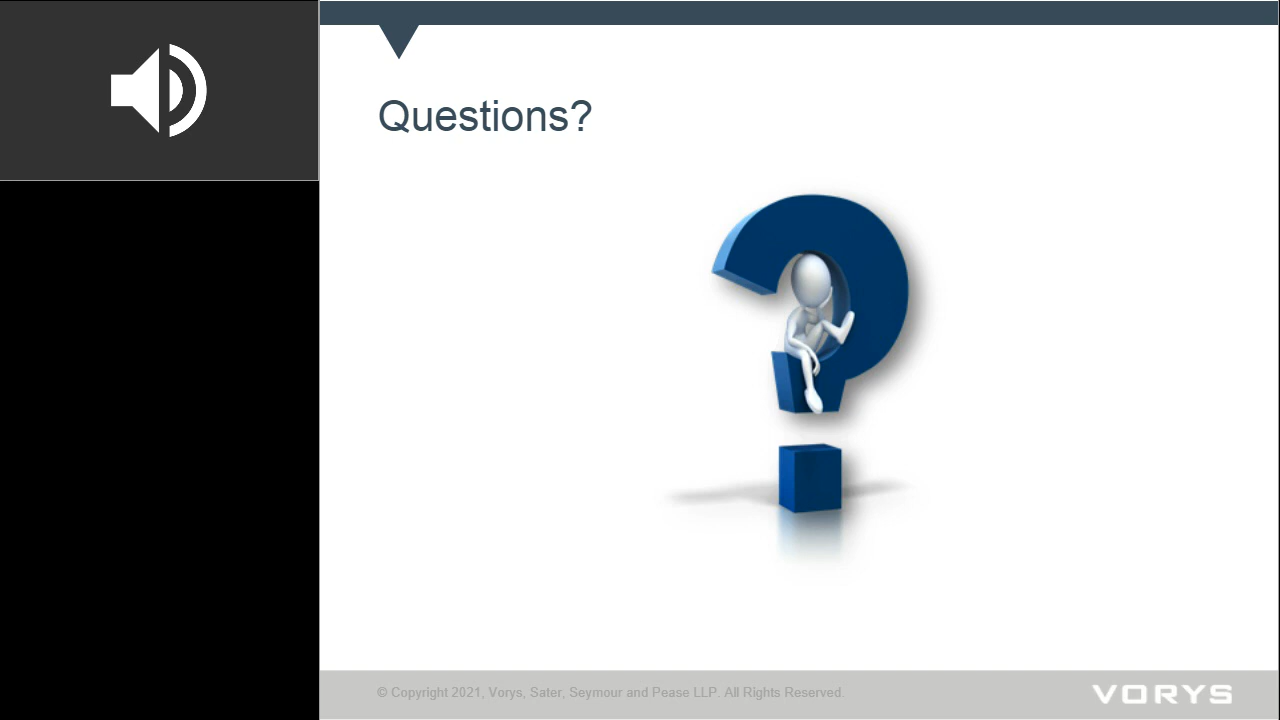 Questions?
© Copyright 2021, Vorys, Sater, Seymour and Pease LLP. All Rights Reserved.
VORYS